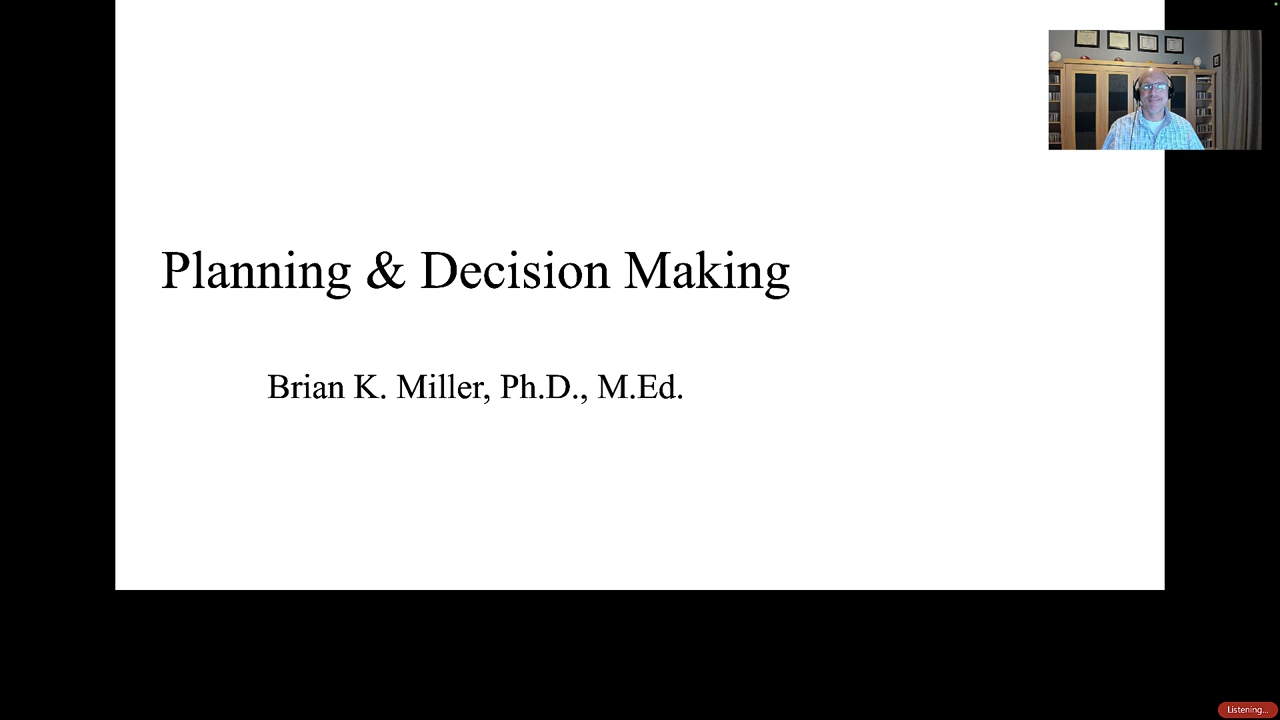 Planning & Decision Making
Brian K. Miller, Ph.D., M.Ed.
Listening...